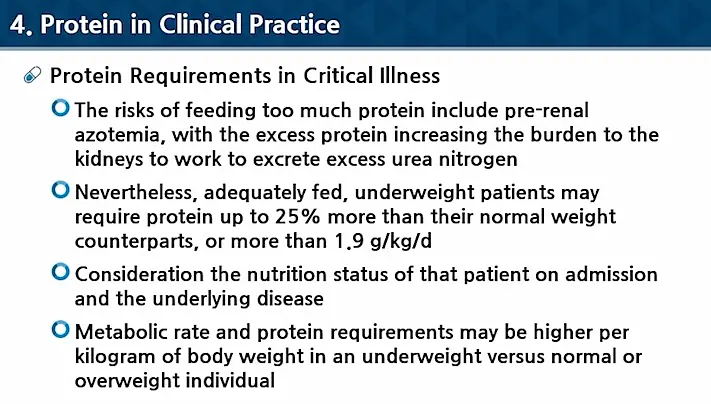 4. Protein in Clinical Practice
Protein Requirements in Critical Illness
The risks of feeding too much protein include pre-renal
azotemia, with the excess protein increasing the burden to the
kidneys to work to excrete excess urea nitrogen
Nevertheless, adequately fed, underweight patients may
require protein up to 25% more than their normal weight
counterparts, or more than 1.9 g/kg/d
Consideration the nutrition status of that patient on admission
and the underlying disease
Metabolic rate and protein requirements may be higher per
kilogram of body weight in an underweight versus normal or
overweight individual